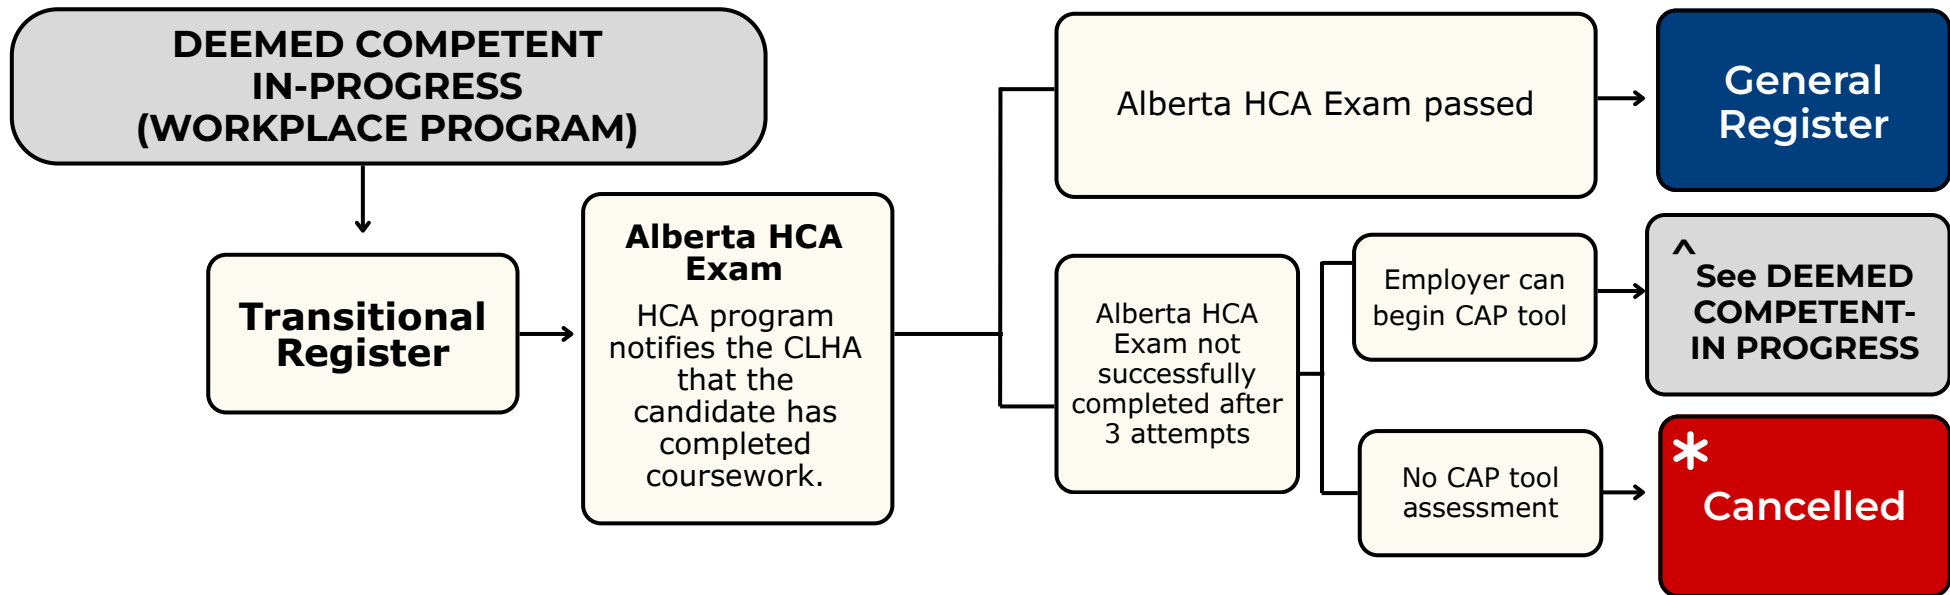 DEEMED COMPETENT
IN-PROGRESS
(WORKPLACE PROGRAM)
Transitional
Register
Alberta HCA
Exam
HCA program
notifies the CLHA
that the
candidate has
completed
coursework.
Alberta HCA Exam passed
General
Register
Alberta HCA
Exam not
successfully
completed after
3 attempts
Employer can
begin CAP tool
^
See DEEMED
COMPETENT-
IN PROGRESS
No CAP tool
assessment
*
Cancelled